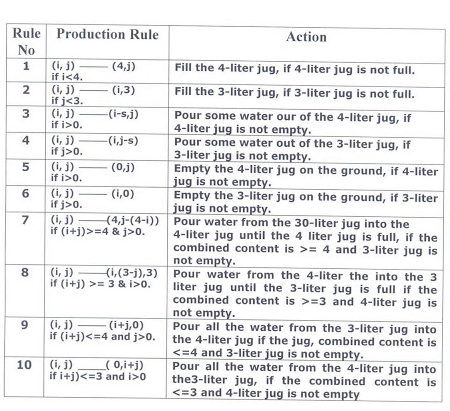 Rule No | Production Rule | Action
1 | (i, j) —— (4,j) if i<4. | Fill the 4-liter jug, if 4-liter jug is not full.
2 | (i, j) —— (i,3) if j<3. | Fill the 3-liter jug, if 3-liter jug is not full.
3 | (i, j) —— (i-s,j) if i>0. | Pour some water our of the 4-liter jug, if 4-liter jug is not empty.
4 | (i, j) —— (i,j-s) if j>0. | Pour some water out of the 3-liter jug, if 3-liter jug is not empty.
5 | (i, j) —— (0,j) if i>0. | Empty the 4-liter jug on the ground, if 4-liter jug is not empty.
6 | (i, j) —— (i,0) if j>0. | Empty the 3-liter jug on the ground, if 3-liter jug is not empty.
7 | (i, j) ——(4,j-(4-i)) if (i+j)>=4 & j>0. | Pour water from the 30-liter jug into the 4-liter jug until the 4 liter jug is full, if the combined content is >= 4 and 3-liter jug is not empty.
8 | (i, j) ——(i,(3-j),3) if (i+j) >= 3 & i>0. | Pour water from the 4-liter the into the 3 liter jug until the 3-liter jug is full if the combined content is >=3 and 4-liter jug is not empty.
9 | (i, j) —— (i+j,0) if (i+j)<=4 and j>0. | Pour all the water from the 3-liter jug into the 4-liter jug if the jug, combined content is <=4 and 3-liter jug is not empty.
10 | (i, j) ___( 0,i+j) if i+j)<=3 and i>0 | Pour all the water from the 4-liter jug into the3-liter jug, if the combined content is <=3 and 4-liter jug is not empty